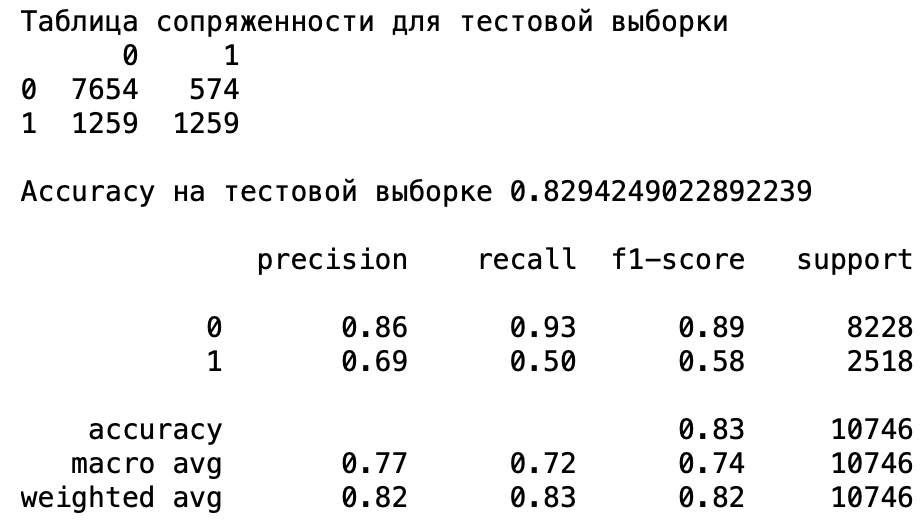 Таблица сопряженности для тестовой выборки
0 1
0 7654 574
1 1259 1259
Accuracy на тестовой выборке 0.8294249022892239
precision recall f1-score support
0 0.86 0.93 0.89 8228
1 0.69 0.50 0.58 2518
accuracy 0.83 10746
macro avg 0.77 0.72 0.74 10746
weighted avg 0.82 0.83 0.82 10746